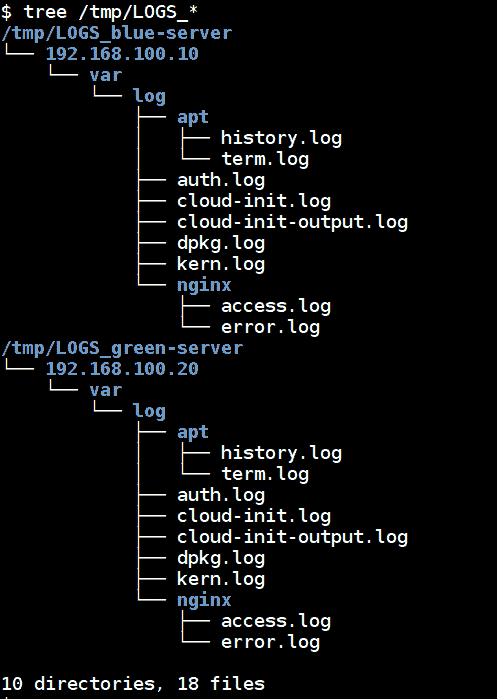 $ tree /tmp/LOGS_*
/tmp/LOGS_blue-server
└── 192.168.100.10
    └── var
        └── log
            ├── apt
            │   ├── history.log
            │   └── term.log
            ├── auth.log
            ├── cloud-init.log
            ├── cloud-init-output.log
            ├── dpkg.log
            ├── kern.log
            └── nginx
                ├── access.log
                └── error.log
/tmp/LOGS_green-server
└── 192.168.100.20
    └── var
        └── log
            ├── apt
            │   ├── history.log
            │   └── term.log
            ├── auth.log
            ├── cloud-init.log
            ├── cloud-init-output.log
            ├── dpkg.log
            ├── kern.log
            └── nginx
                ├── access.log
                └── error.log

10 directories, 18 files